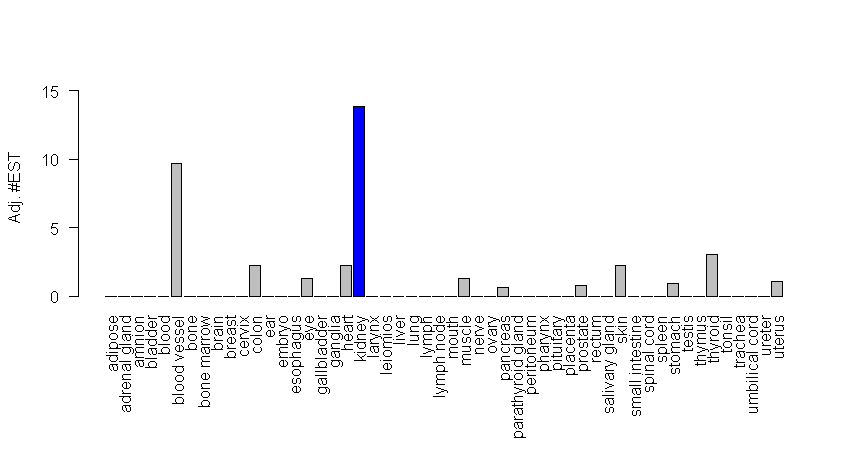 Adj. #EST
15
10
5
0
adipose
adrenal gland
amnion
bladder
blood
blood vessel
bone
bone marrow
brain
breast
cervix
colon
ear
embryo
esophagus
eye
gallbladder
ganglia
heart
kidney
larynx
leiomios
liver
lung
lymph
lymph node
mouth
muscle
nerve
ovary
pancreas
parathyroid gland
peritoneum
pharynx
pituitary
placenta
prostate
rectum
salivary gland
skin
small intestine
spinal cord
spleen
stomach
testis
thymus
thyroid
tonsil
trachea
umbilical cord
ureter
uterus